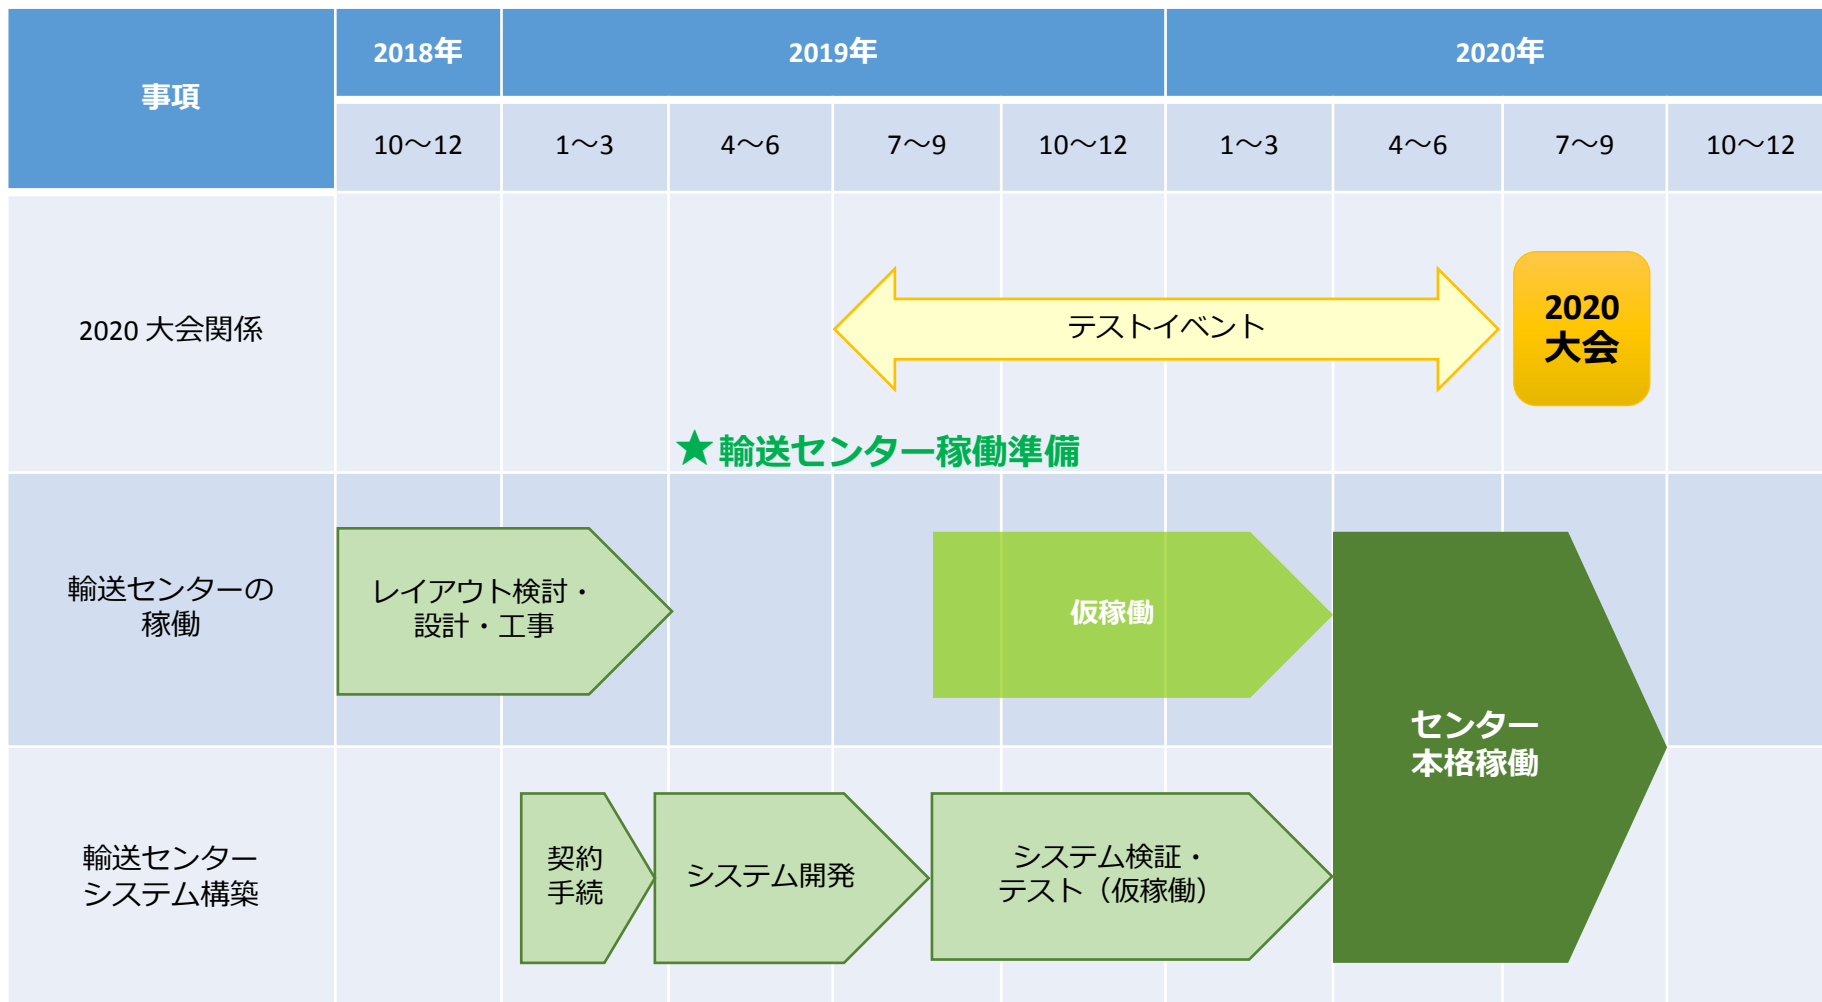 事項
2018年
2019年
2020年
10～12
1～3
4～6
7～9
10～12
1～3
4～6
7～9
10～12
2020 大会関係
テストイベント
2020
大会
★輸送センター稼働準備
輸送センターの
稼働
レイアウト検討・
設計・工事
仮稼働
センター
本格稼働
輸送センター
システム構築
契約
手続
システム開発
システム検証・
テスト（仮稼働）